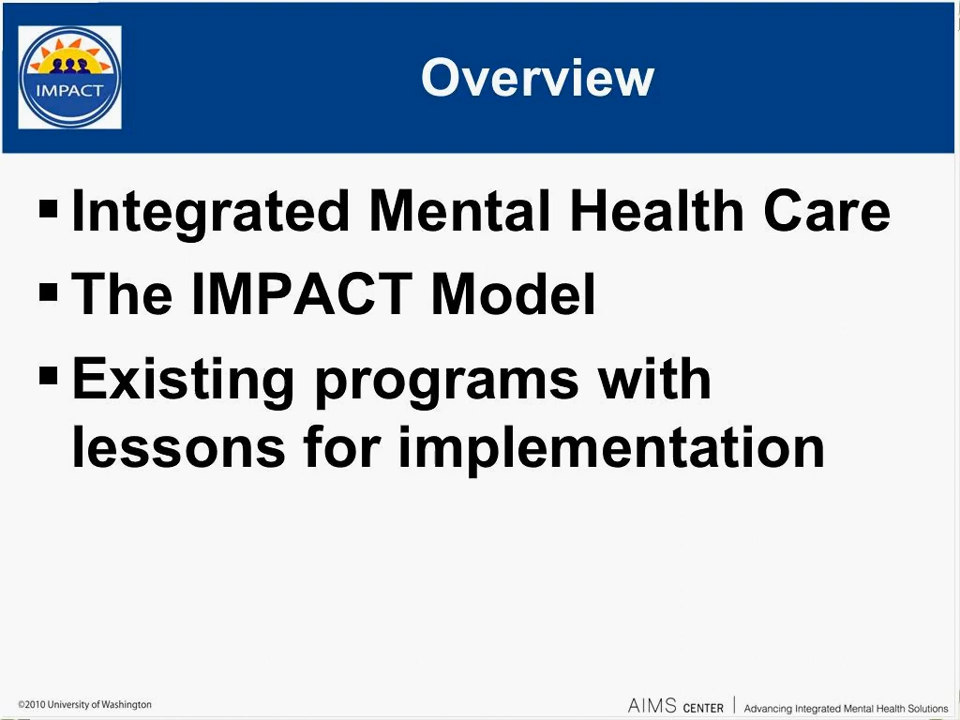 IMPACT
Overview
▪ Integrated Mental Health Care
▪ The IMPACT Model
▪ Existing programs with
lessons for implementation
©2010 University of Washington
AIMS CENTER | Advancing Integrated Mental Health Solutions